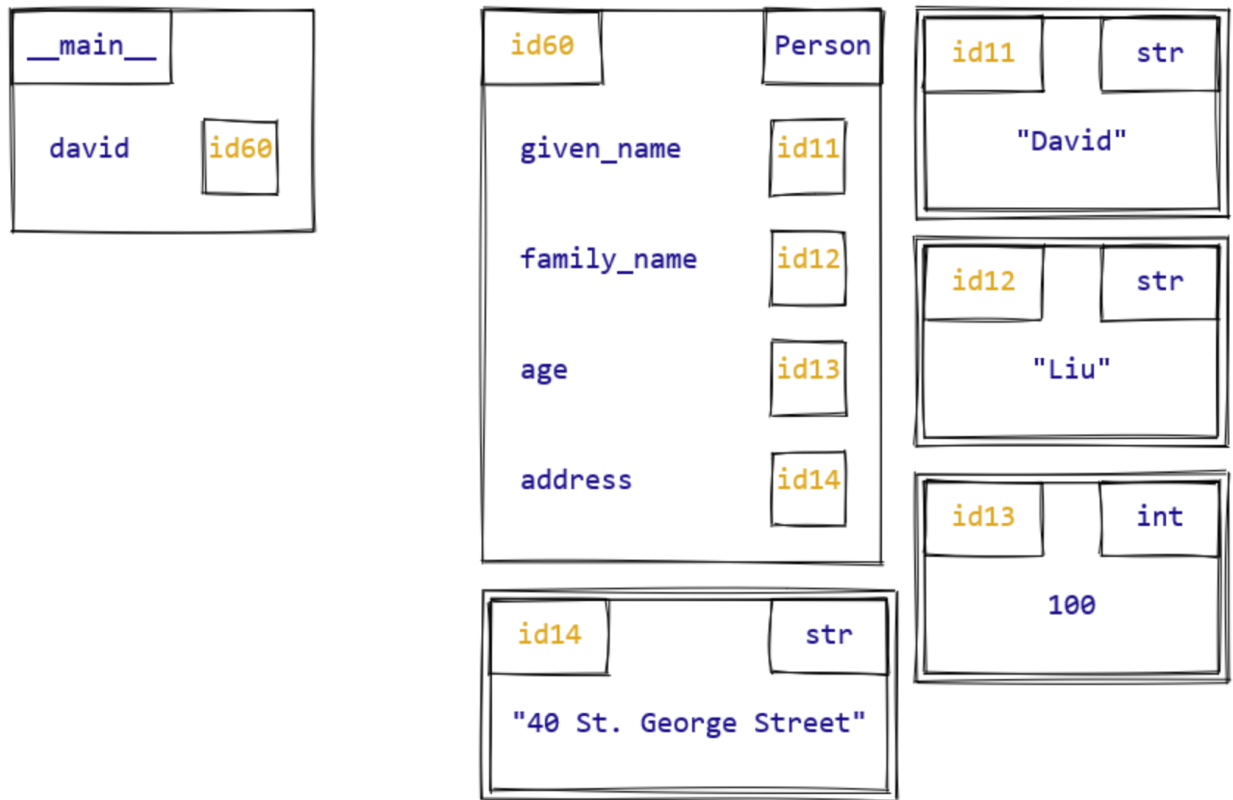 __main__
david id60
id60 Person
given_name id11
family_name id12
age id13
address id14
id11 str
"David"
id12 str
"Liu"
id13 int
100
id14 str
"40 St. George Street"